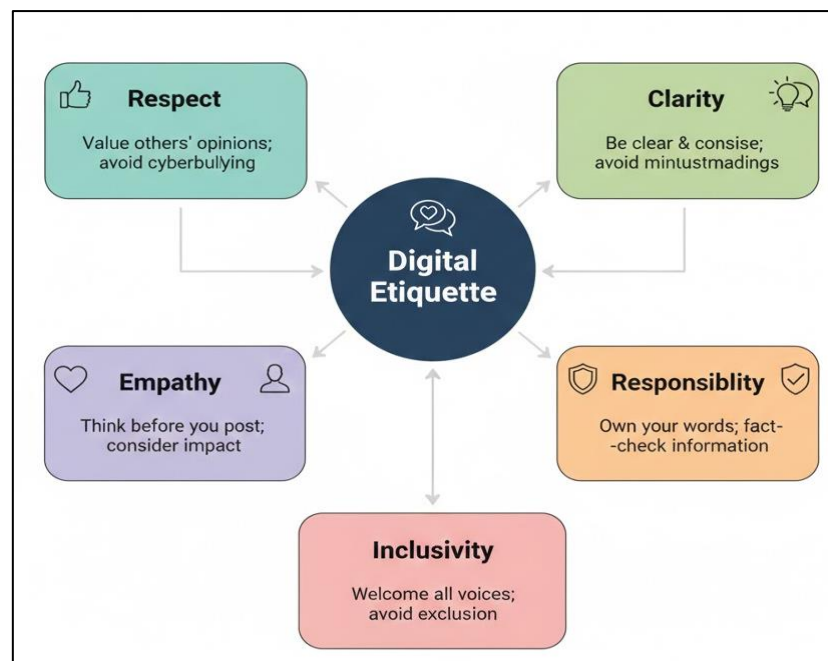 Respect
Value others' opinions;
avoid cyberbullying
Clarity
Be clear & consise;
avoid mintustmadings
Digital
Etiquette
Empathy
Think before you post;
consider impact
Responsiblity
Own your words; fact-
-check information
Inclusivity
Welcome all voices;
avoid exclusion